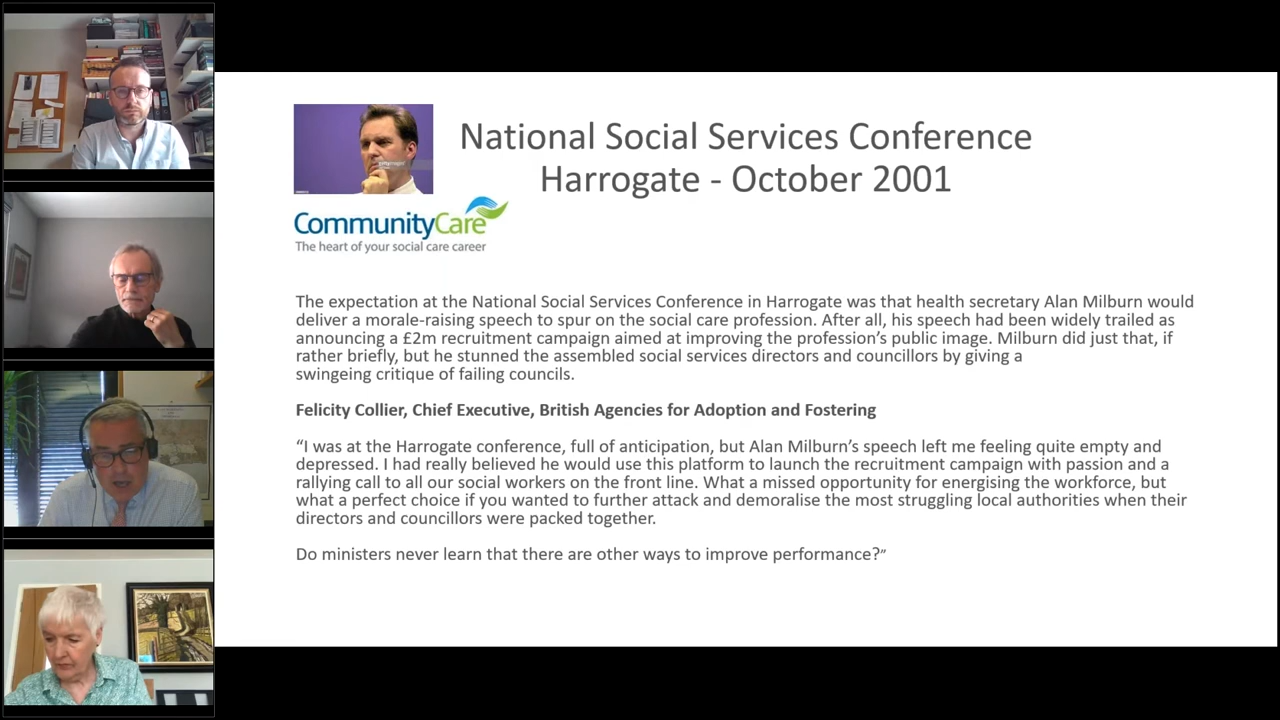 National Social Services Conference
Harrogate - October 2001
CommunityCare
The heart of your social care career
The expectation at the National Social Services Conference in Harrogate was that health secretary Alan Milburn would
deliver a morale-raising speech to spur on the social care profession. After all, his speech had been widely trailed as
announcing a £2m recruitment campaign aimed at improving the profession’s public image. Milburn did just that, if
rather briefly, but he stunned the assembled social services directors and councillors by giving a
swingeing critique of failing councils.
Felicity Collier, Chief Executive, British Agencies for Adoption and Fostering
“I was at the Harrogate conference, full of anticipation, but Alan Milburn’s speech left me feeling quite empty and
depressed. I had really believed he would use this platform to launch the recruitment campaign with passion and a
rallying call to all our social workers on the front line. What a missed opportunity for energising the workforce, but
what a perfect choice if you wanted to further attack and demoralise the most struggling local authorities when their
directors and councillors were packed together.
Do ministers never learn that there are other ways to improve performance?”